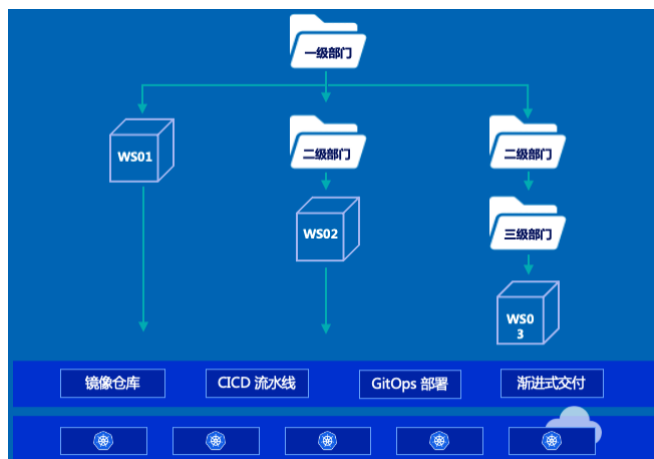 一级部门
WS01
二级部门
二级部门
WS02
三级部门
WS0
3
镜像仓库
CICD 流水线
GitOps 部署
渐进式交付